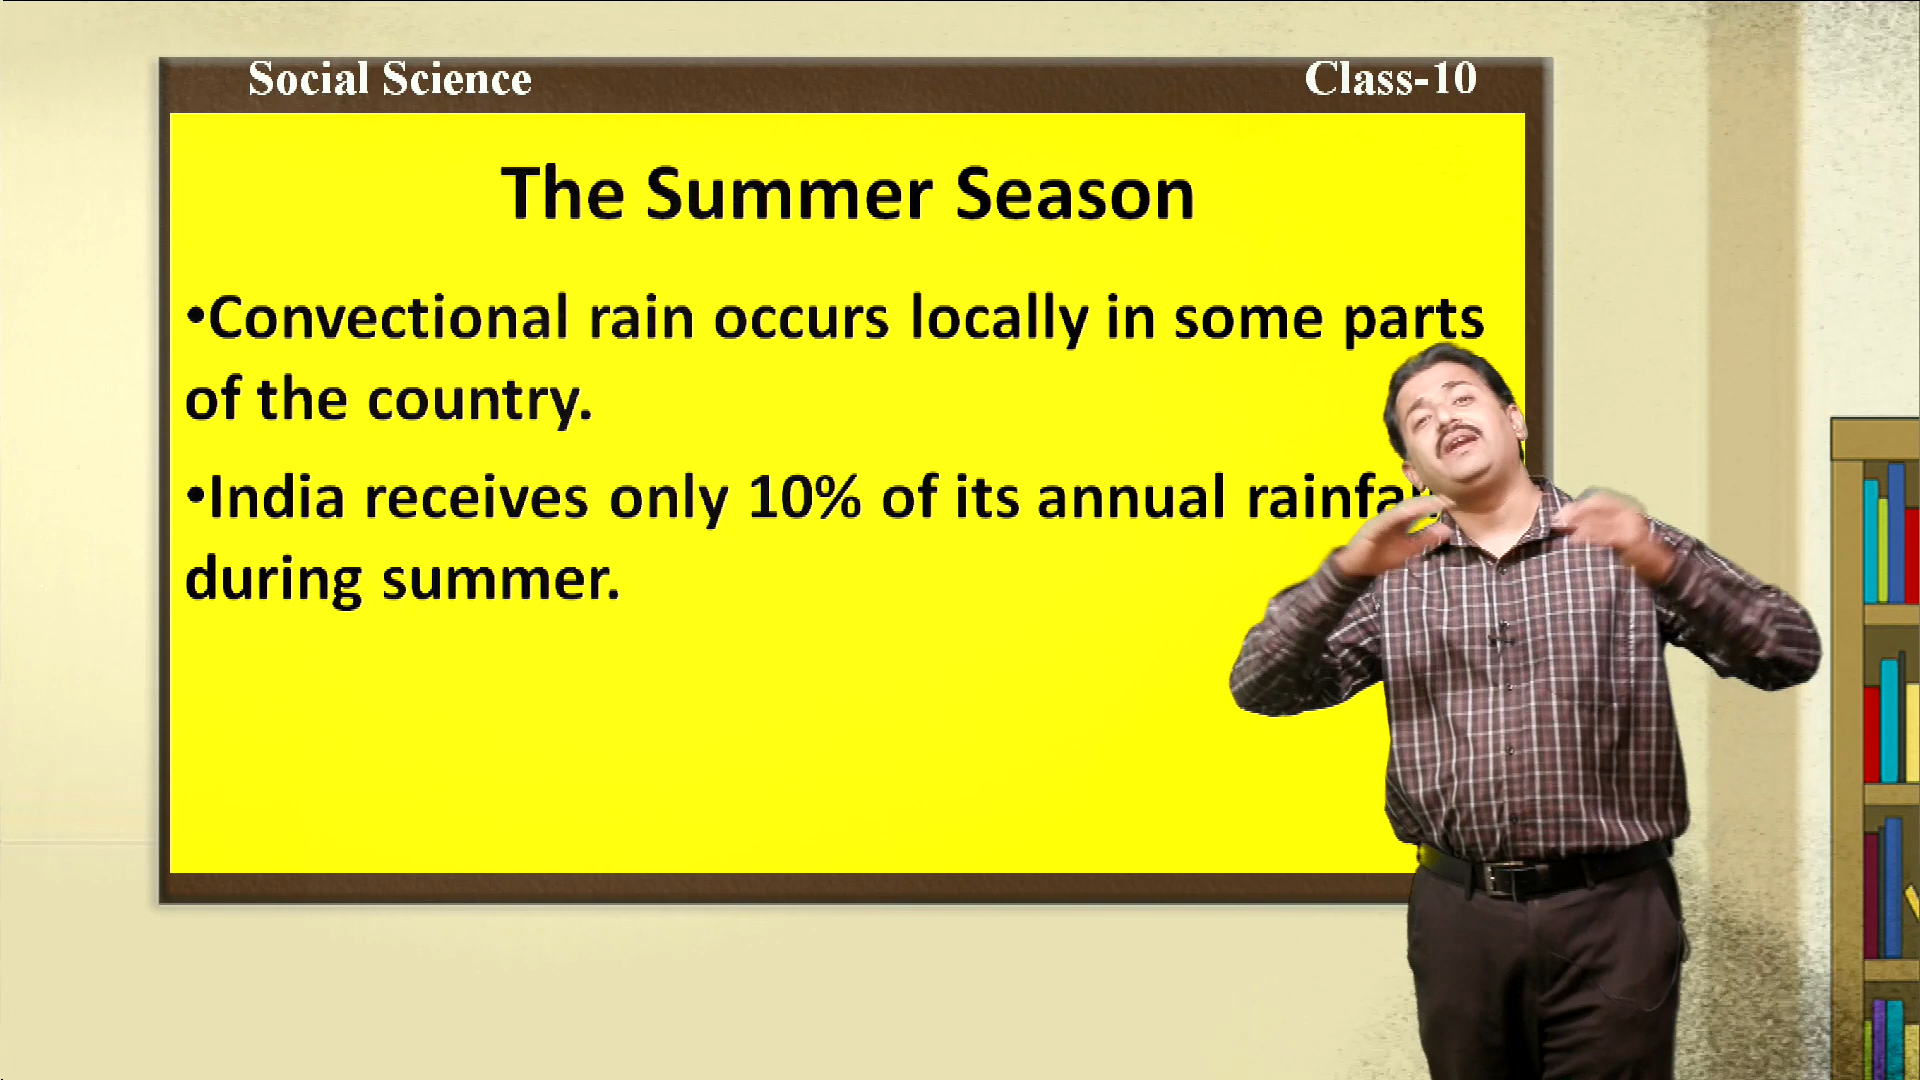 Social Science Class-10
The Summer Season
•Convectional rain occurs locally in some parts
of the country.
•India receives only 10% of its annual
during summer.